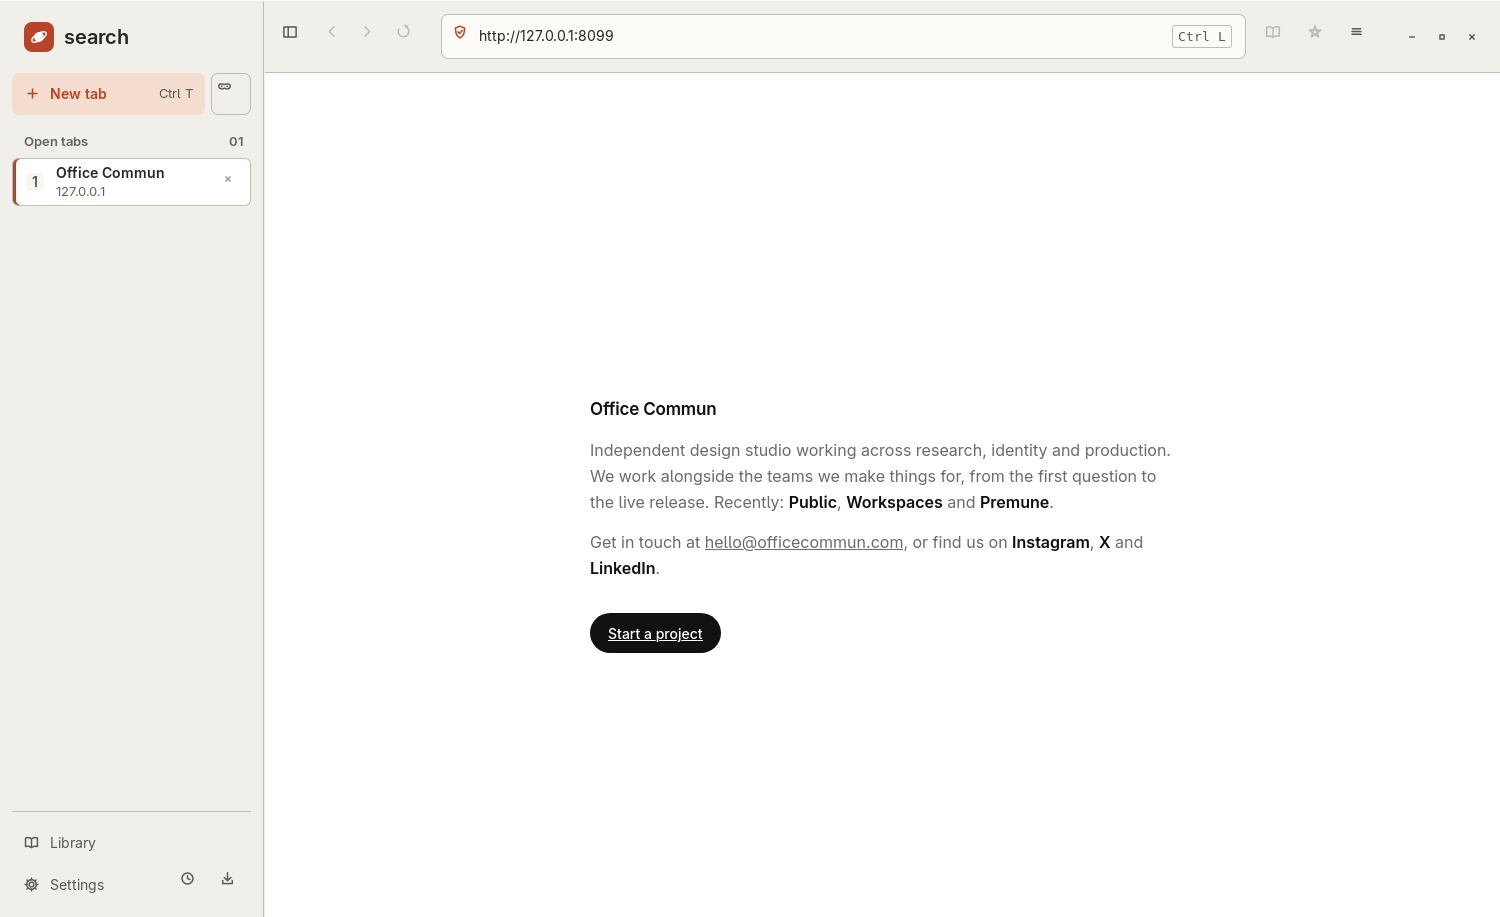 search
http://127.0.0.1:8099
Ctrl L
New tab
Ctrl T
Open tabs
01
1
Office Commun
127.0.0.1
Office Commun
Independent design studio working across research, identity and production.
We work alongside the teams we make things for, from the first question to
the live release. Recently: Public, Workspaces and Premune.
Get in touch at hello@officecommun.com, or find us on Instagram, X and
LinkedIn.
Start a project
Library
Settings